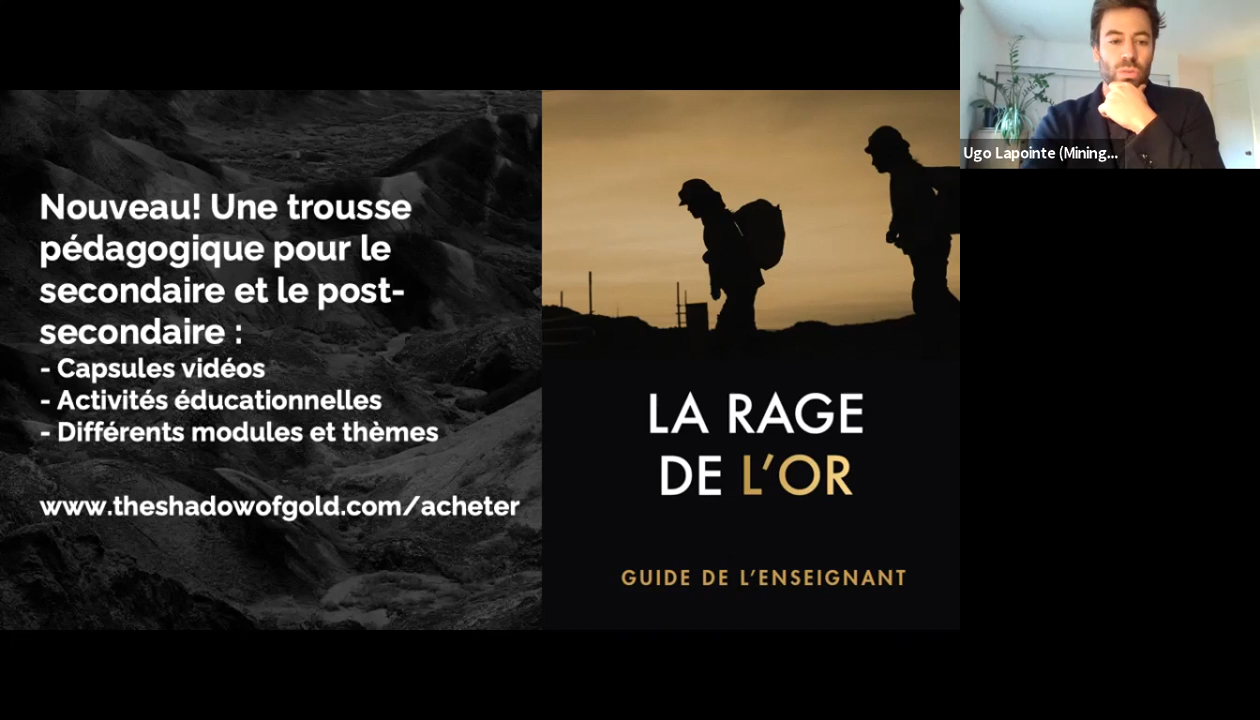 Nouveau! Une trousse
pédagogique pour le
secondaire et le post-
secondaire :
- Capsules vidéos
- Activités éducationnelles
- Différents modules et thèmes
www.theshadowofgold.com/acheter
LA RAGE
DE L'OR
GUIDE DE L'ENSEIGNANT
Ugo Lapointe (Mining...